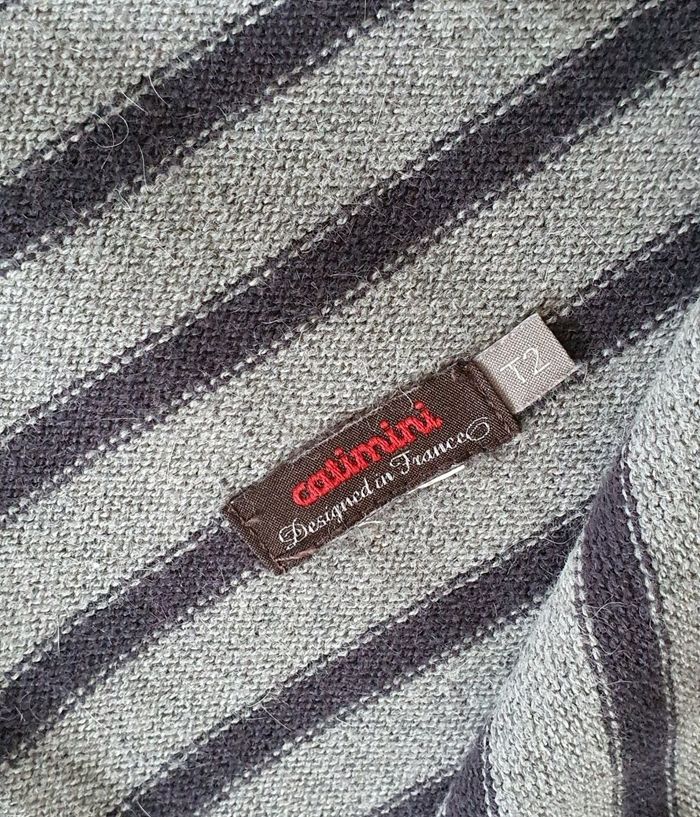 catimini
Designed in France
T2